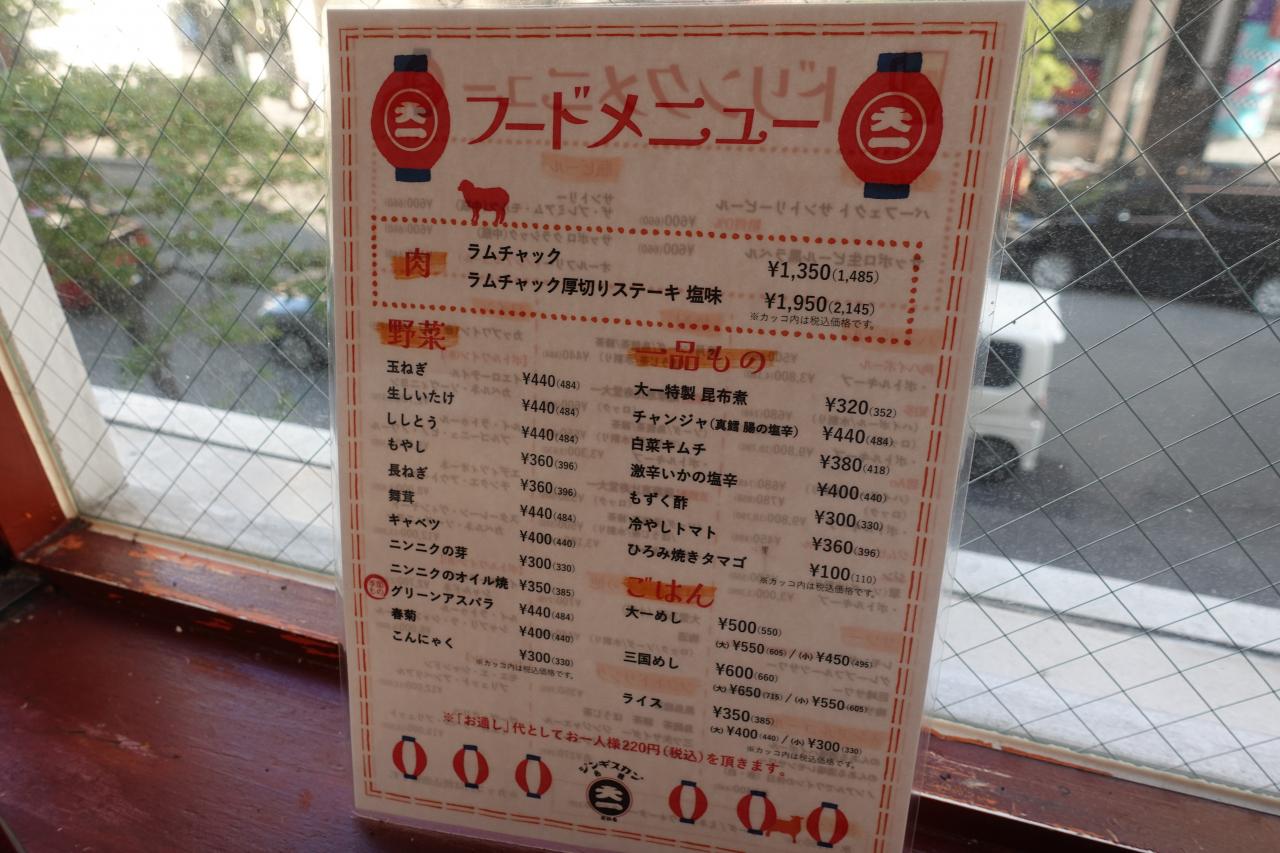 フードメニュー
大一
大一
肉
ラムチャック ¥1,350(1,485)
ラムチャック厚切りステーキ 塩味 ¥1,950(2,145)
※カッコ内は税込価格です。
野菜
玉ねぎ ¥440(484)
生しいたけ ¥440(484)
ししとう ¥440(484)
もやし ¥360(396)
長ねぎ ¥360(396)
舞茸 ¥440(484)
キャベツ ¥400(440)
ニンニクの芽 ¥300(330)
ニンニクのオイル焼 ¥350(385)
グリーンアスパラ ¥440(484)
春菊 ¥400(440)
こんにゃく ¥300(330)
※カッコ内は税込価格です。
一品もの
大一特製 昆布煮 ¥320(352)
チャンジャ(真鱈 腸の塩辛) ¥440(484)
白菜キムチ ¥380(418)
激辛いかの塩辛 ¥400(440)
もずく酢 ¥300(330)
冷やしトマト ¥360(396)
ひろみ焼きタマゴ ¥100(110)
※カッコ内は税込価格です。
ごはん
大一めし ¥500(550)
(大)¥550(605)/(小)¥450(495)
三国めし ¥600(660)
(大)¥650(715)/(小)¥550(605)
ライス ¥350(385)
(大)¥400(440)/(小)¥300(330)
※カッコ内は税込価格です。
※「お通し」代としてお一人様220円(税込)を頂きます。
ジンギスカン
大一